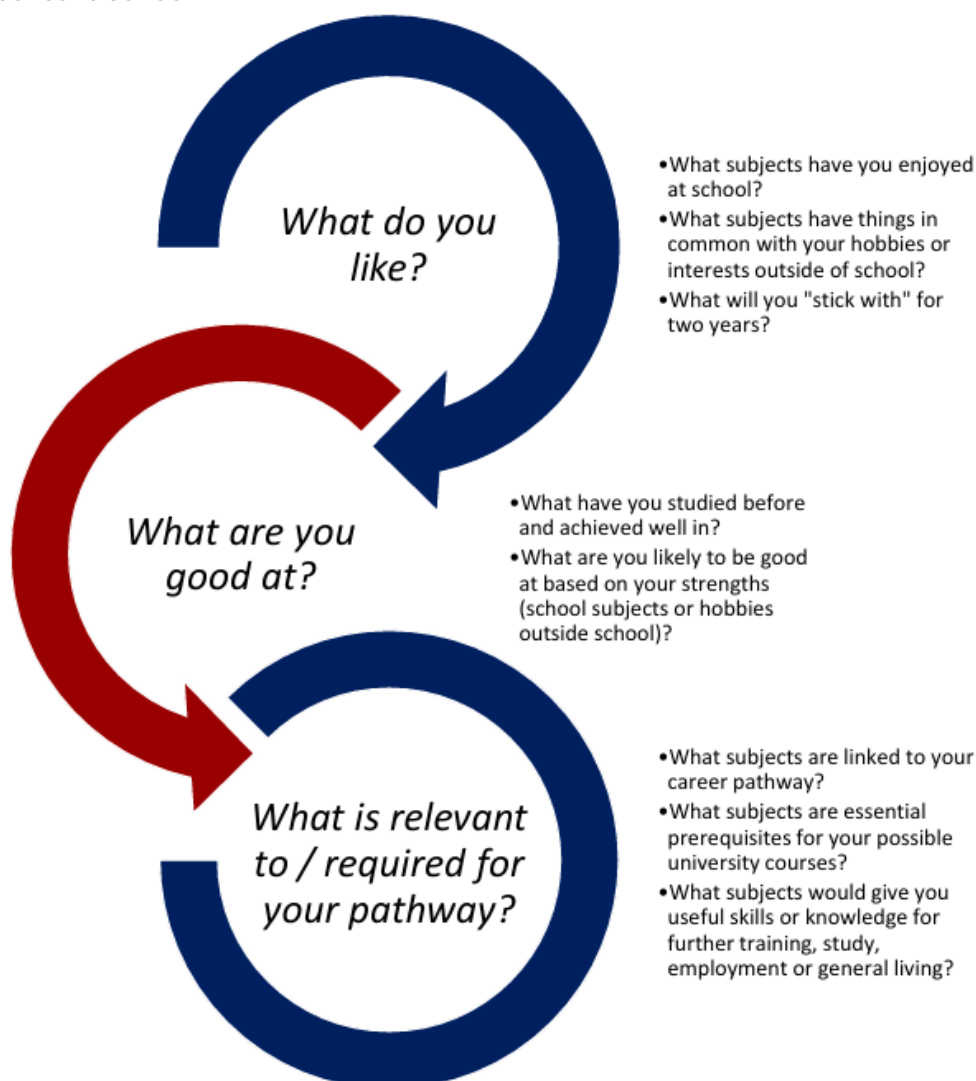 What do you
like?
•What subjects have you enjoyed
at school?
•What subjects have things in
common with your hobbies or
interests outside of school?
•What will you "stick with" for
two years?
What are you
good at?
•What have you studied before
and achieved well in?
•What are you likely to be good
at based on your strengths
(school subjects or hobbies
outside school)?
What is relevant
to / required for
your pathway?
•What subjects are linked to your
career pathway?
•What subjects are essential
prerequisites for your possible
university courses?
•What subjects would give you
useful skills or knowledge for
further training, study,
employment or general living?